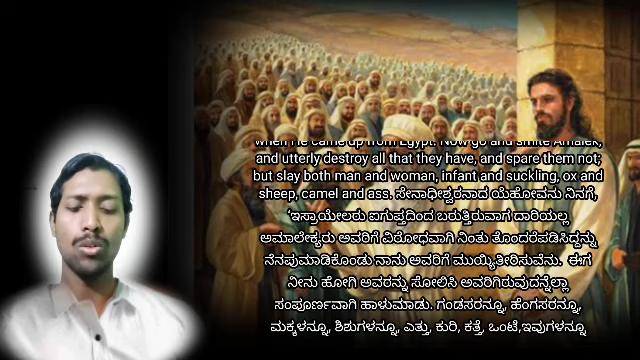 when He came up from Egypt. Now go and smite Amalek,
and utterly destroy all that they have, and spare them not;
but slay both man and woman, infant and suckling, ox and
sheep, camel and ass. ಸೇನಾಧೀಶ್ವರನಾದ ಯೆಹೋವನು ನಿನಗೆ,
'ಇಸ್ರಾಯೇಲರು ಐಗುಪ್ತದಿಂದ ಬರುತ್ತಿರುವಾಗ ದಾರಿಯಲ್ಲಿ
ಅಮಾಲೇಕ್ಯರು ಅವರಿಗೆ ವಿರೋಧವಾಗಿ ನಿಂತು ತೊಂದರೆಪಡಿಸಿದ್ದನ್ನು
ನೆನಪುಮಾಡಿಕೊಂಡು ನಾನು ಅವರಿಗೆ ಮುಯ್ಯಿತೀರಿಸುವೆನು. ಈಗ
ನೀನು ಹೋಗಿ ಅವರನ್ನು ಸೋಲಿಸಿ ಅವರಿಗಿರುವುದನ್ನೆಲ್ಲಾ
ಸಂಪೂರ್ಣವಾಗಿ ಹಾಳುಮಾಡು. ಗಂಡಸರನ್ನೂ, ಹೆಂಗಸರನ್ನೂ,
ಮಕ್ಕಳನ್ನೂ, ಶಿಶುಗಳನ್ನೂ, ಎತ್ತು, ಕುರಿ, ಕತ್ತೆ, ಒಂಟೆ,ಇವುಗಳನ್ನೂ